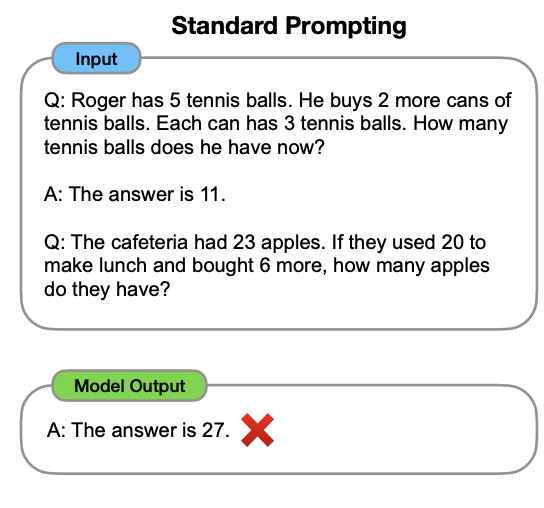 Standard Prompting
Input
Q: Roger has 5 tennis balls. He buys 2 more cans of
tennis balls. Each can has 3 tennis balls. How many
tennis balls does he have now?
A: The answer is 11.
Q: The cafeteria had 23 apples. If they used 20 to
make lunch and bought 6 more, how many apples
do they have?
Model Output
A: The answer is 27.